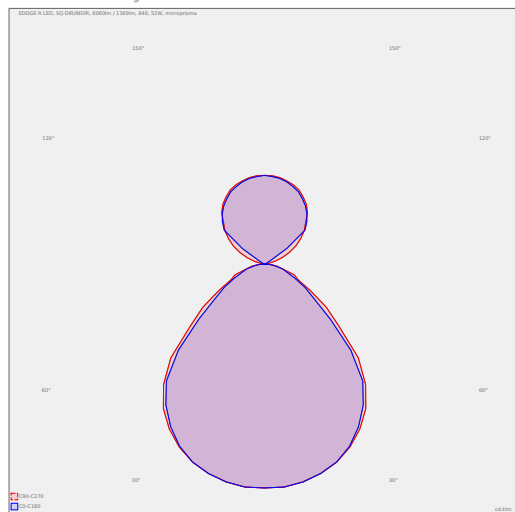 EDDGE R LED, SQ DIR/INDIR, 6060lm / 1389lm, 840, 52W, microprisma
150° 150°
120° 120°
60° 60°
30° 30°
C90-C270
C0-C180
cd/klm